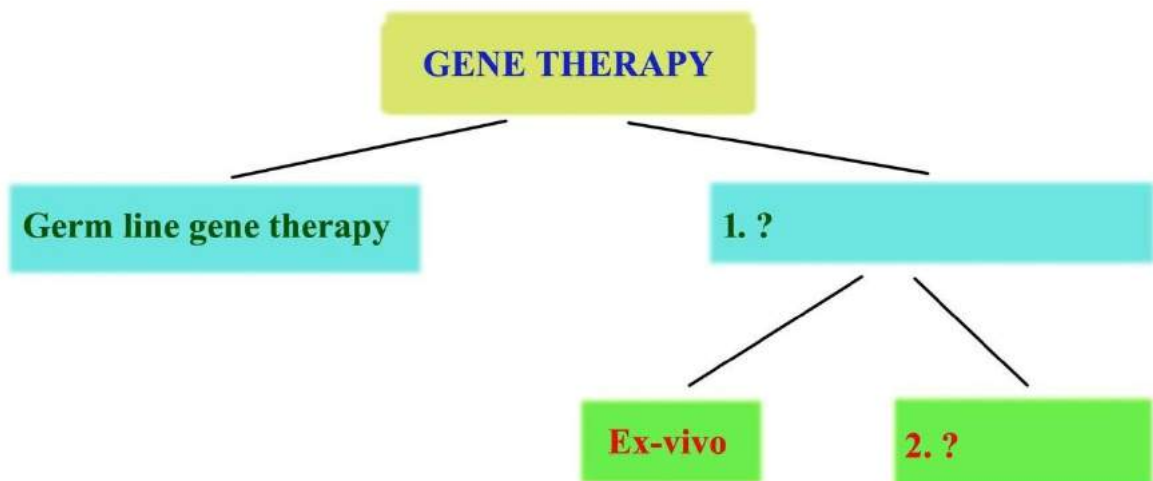 GENE THERAPY
Germ line gene therapy
1. ?
Ex-vivo
2. ?